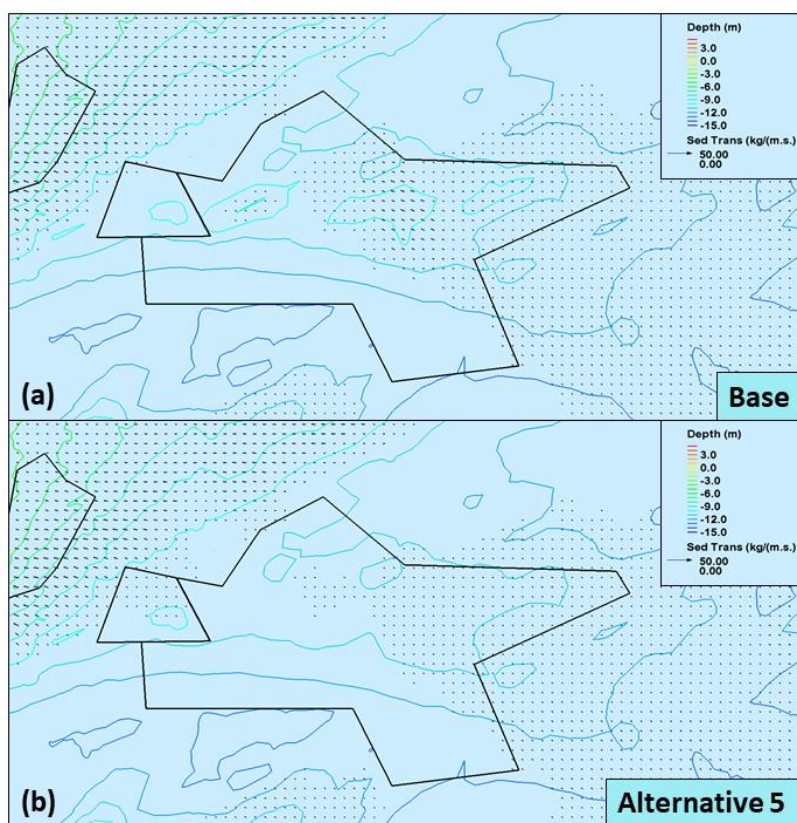 Depth (m)
3.0
0.0
-3.0
-6.0
-9.0
-12.0
-15.0
Sed Trans (kg/(m.s.)
50.00
0.00
(a)
Base
Depth (m)
3.0
0.0
-3.0
-6.0
-9.0
-12.0
-15.0
Sed Trans (kg/(m.s.)
50.00
0.00
(b)
Alternative 5